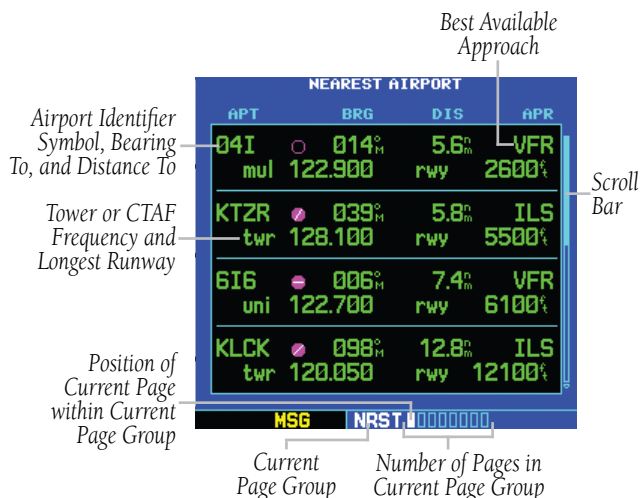 Best Available
Approach
NEAREST AIRPORT
APT BRG DIS APR
Airport Identifier
Symbol, Bearing
To, and Distance To
04I 014°M 5.6nm VFR
mul 122.900 rwy 2600ft
Scroll
Bar
Tower or CTAF
Frequency and
Longest Runway
KTZR 039°M 5.8nm ILS
twr 128.100 rwy 5500ft
6I6 006°M 7.4nm VFR
uni 122.700 rwy 6100ft
Position of
Current Page
within Current
Page Group
KLCK 098°M 12.8nm ILS
twr 120.050 rwy 12100ft
MSG NRST
Current
Page Group
Number of Pages in
Current Page Group